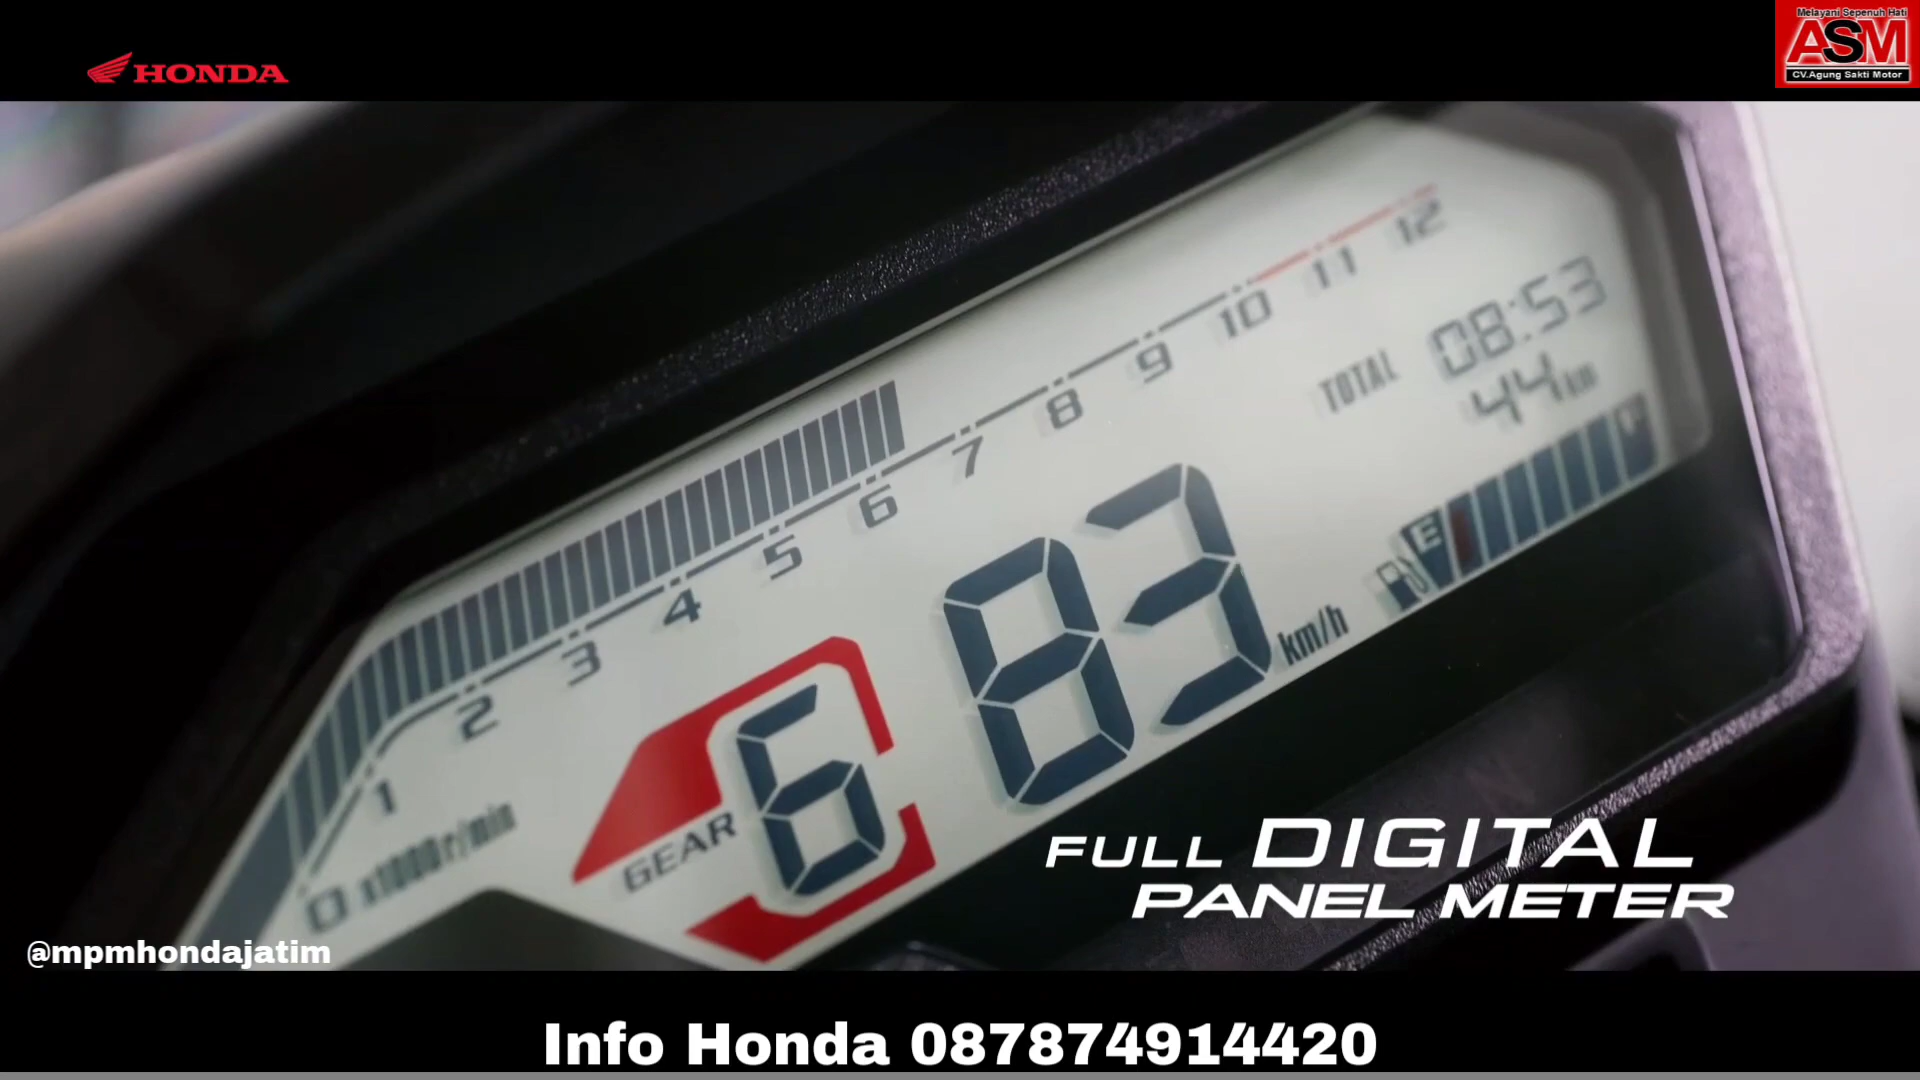 HONDA
Melayani Sepenuh Hati
ASM
CV.Agung Sakti Motor
12
11
10
9
8
7
6
5
4
3
2
1
0 x1000r/min
08:53
TOTAL 44km
83 km/h
E
F
GEAR 6
FULL DIGITAL
PANEL METER
@mpmhondajatim
Info Honda 087874914420